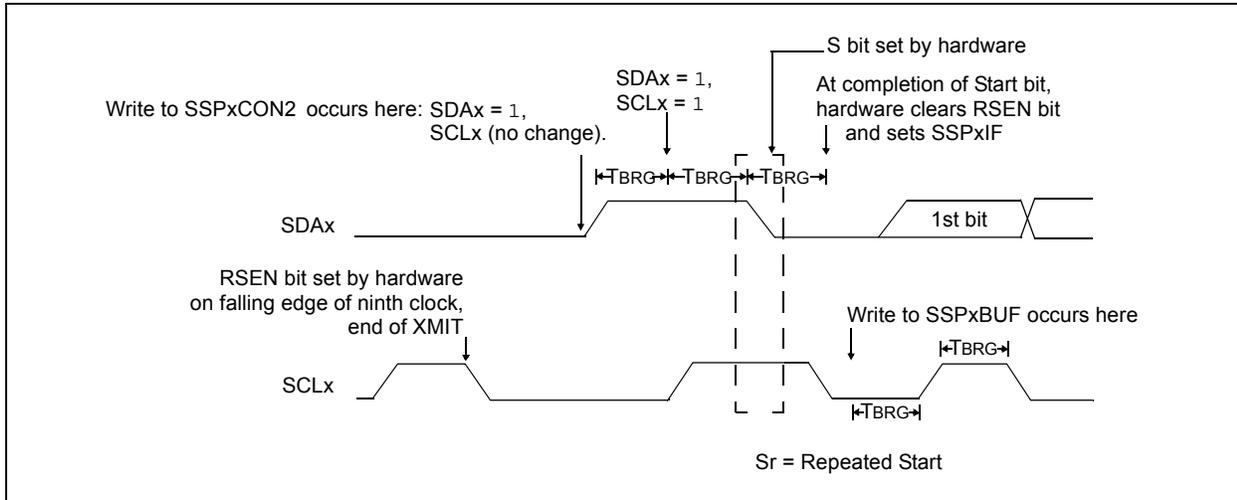 S bit set by hardware
SDAx = 1,
SCLx = 1
At completion of Start bit,
hardware clears RSEN bit
and sets SSPxIF
Write to SSPxCON2 occurs here: SDAx = 1,
SCLx (no change).
TBRG
TBRG
TBRG
SDAx
1st bit
RSEN bit set by hardware
on falling edge of ninth clock,
end of XMIT
Write to SSPxBUF occurs here
TBRG
SCLx
TBRG
Sr = Repeated Start